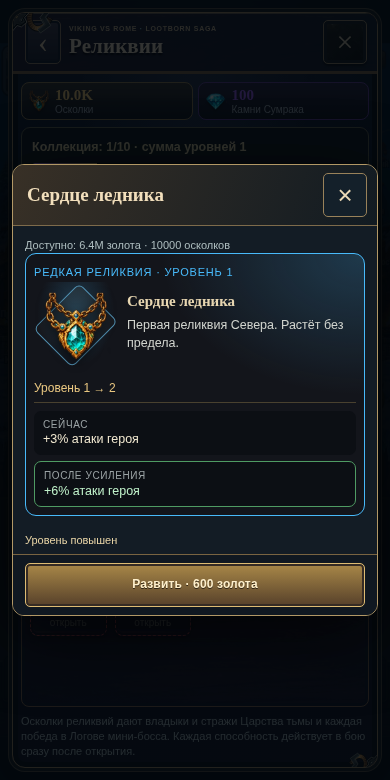 VIKING VS ROME · LOOTBORN SAGA
Реликвии
10.0K
Осколки
100
Камни Сумрака
Коллекция: 1/10 · сумма уровней 1
Сердце ледника
Доступно: 6.4M золота · 10000 осколков
РЕДКАЯ РЕЛИКВИЯ · УРОВЕНЬ 1
Сердце ледника
Первая реликвия Севера. Растёт без
предела.
Уровень 1 → 2
СЕЙЧАС
+3% атаки героя
ПОСЛЕ УСИЛЕНИЯ
+6% атаки героя
Уровень повышен
Развить · 600 золота
открыть открыть
Осколки реликвий дают владыки и стражи Царства тьмы и каждая
победа в Логове мини-босса. Каждая способность действует в бою
сразу после открытия.